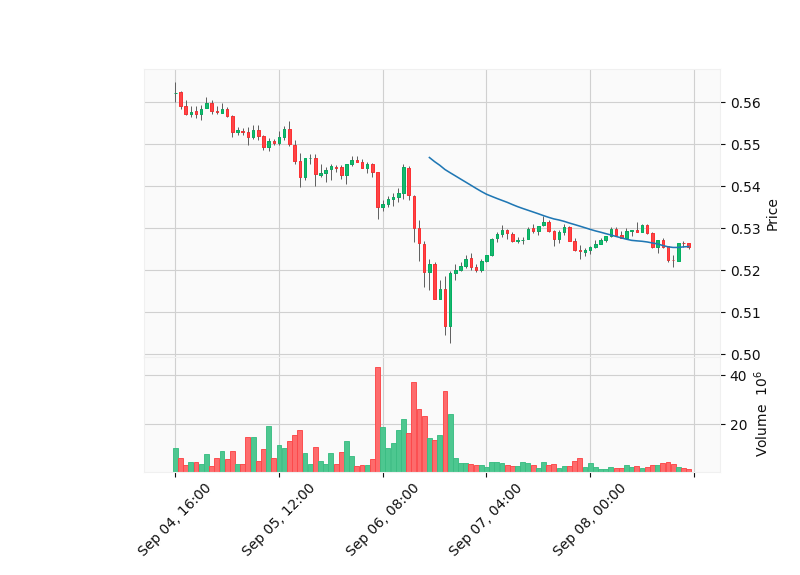 0.56
0.55
0.54
0.53
0.52
0.51
0.50
Price
40
20
Volume 10⁶
Sep 04, 16:00
Sep 05, 12:00
Sep 06, 08:00
Sep 07, 04:00
Sep 08, 00:00